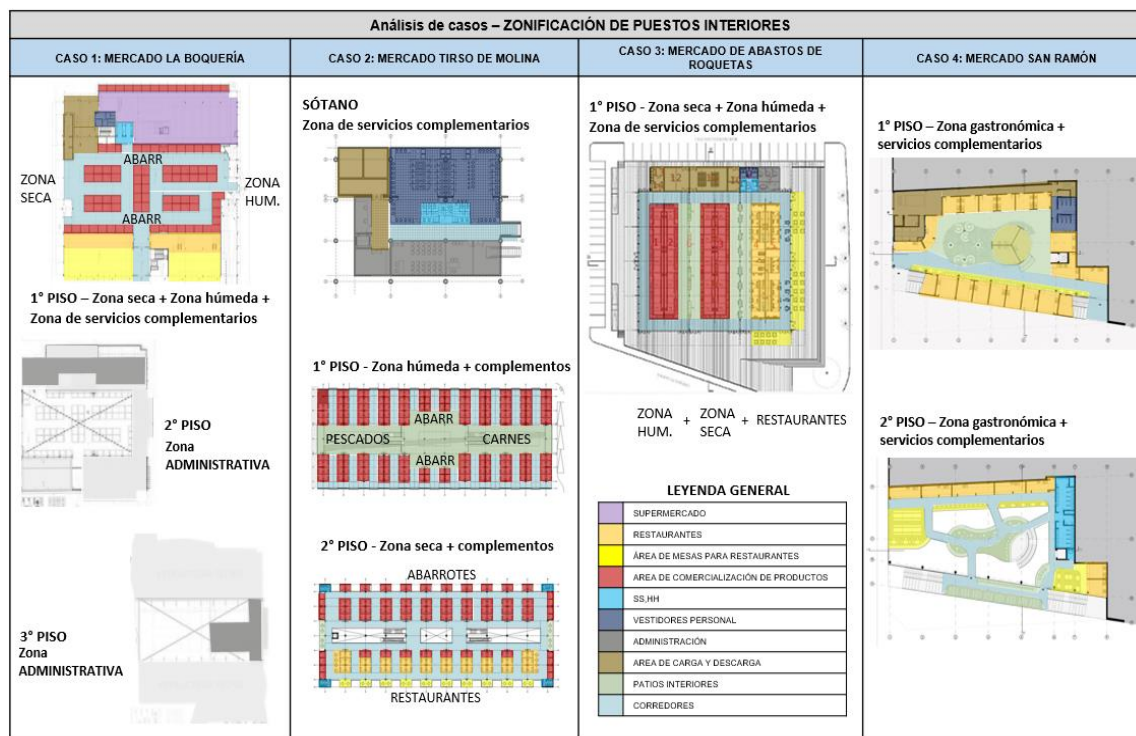 Análisis de casos – ZONIFICACIÓN DE PUESTOS INTERIORES
CASO 1: MERCADO LA BOQUERÍA
ABARR
ZONA
SECA
ZONA
HUM.
ABARR
1° PISO – Zona seca + Zona húmeda +
Zona de servicios complementarios
2° PISO
Zona
ADMINISTRATIVA
3° PISO
Zona
ADMINISTRATIVA
CASO 2: MERCADO TIRSO DE MOLINA
SÓTANO
Zona de servicios complementarios
1° PISO - Zona húmeda + complementos
ABARR
PESCADOS
CARNES
ABARR
2° PISO - Zona seca + complementos
ABARROTES
RESTAURANTES
CASO 3: MERCADO DE ABASTOS DE
ROQUETAS
1° PISO - Zona seca + Zona húmeda +
Zona de servicios complementarios
12
ZONA
HUM.
+
ZONA
SECA
+ RESTAURANTES
LEYENDA GENERAL
SUPERMERCADO
RESTAURANTES
ÁREA DE MESAS PARA RESTAURANTES
AREA DE COMERCIALIZACIÓN DE PRODUCTOS
SS,HH
VESTIDORES PERSONAL
ADMINISTRACIÓN
AREA DE CARGA Y DESCARGA
PATIOS INTERIORES
CORREDORES
CASO 4: MERCADO SAN RAMÓN
1° PISO – Zona gastronómica +
servicios complementarios
2° PISO – Zona gastronómica +
servicios complementarios